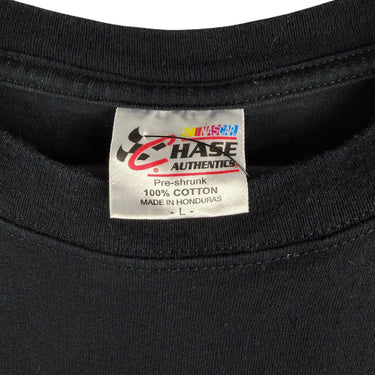 NASCAR
CHASE
AUTHENTICS
®
Pre-shrunk
100% COTTON
MADE IN HONDURAS
- L -